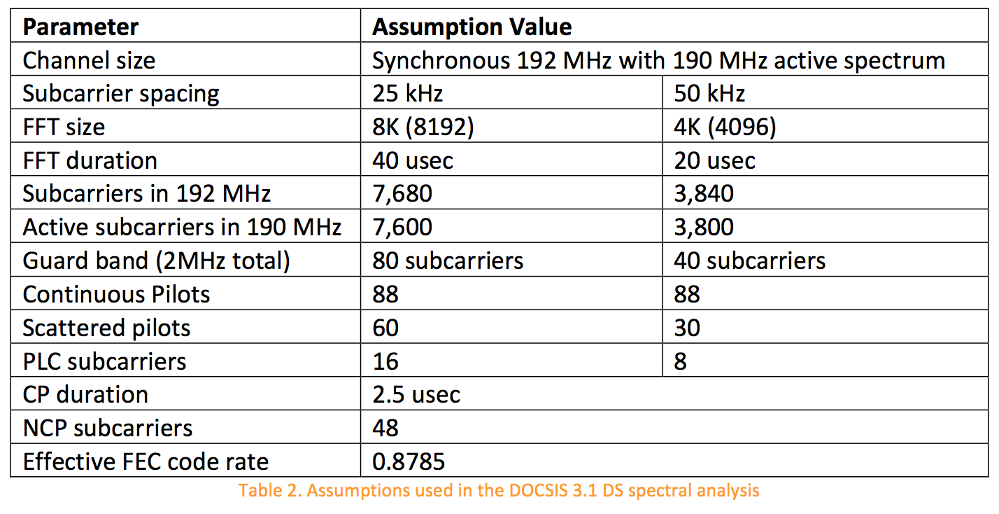 Parameter Assumption Value
Channel size Synchronous 192 MHz with 190 MHz active spectrum
Subcarrier spacing 25 kHz 50 kHz
FFT size 8K (8192) 4K (4096)
FFT duration 40 usec 20 usec
Subcarriers in 192 MHz 7,680 3,840
Active subcarriers in 190 MHz 7,600 3,800
Guard band (2MHz total) 80 subcarriers 40 subcarriers
Continuous Pilots 88 88
Scattered pilots 60 30
PLC subcarriers 16 8
CP duration 2.5 usec
NCP subcarriers 48
Effective FEC code rate 0.8785
Table 2. Assumptions used in the DOCSIS 3.1 DS spectral analysis